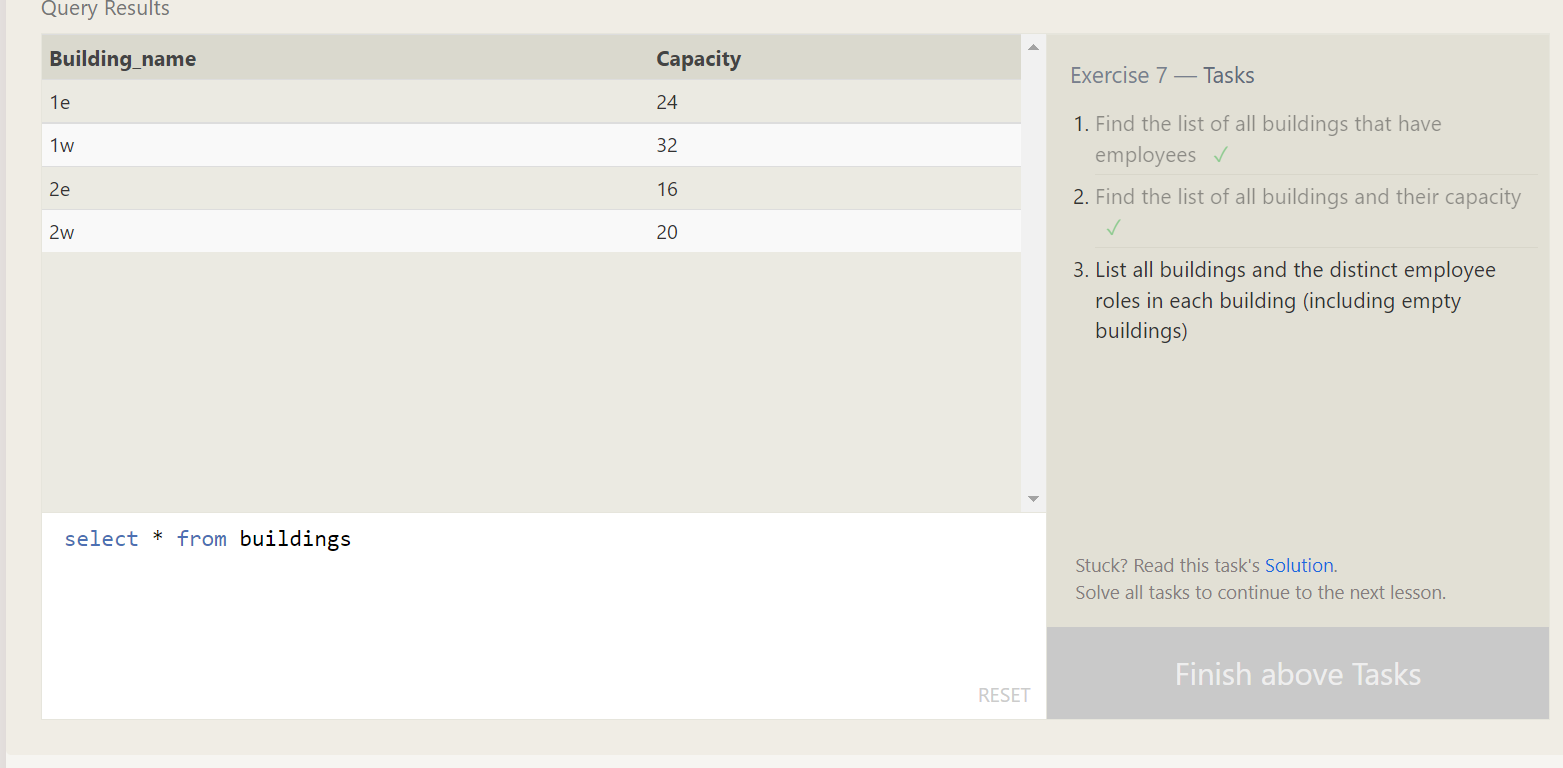 Query Results
Building_name Capacity
1e 24
1w 32
2e 16
2w 20
select * from buildings
RESET
Exercise 7 — Tasks
1. Find the list of all buildings that have
employees ✓
2. Find the list of all buildings and their capacity
✓
3. List all buildings and the distinct employee
roles in each building (including empty
buildings)
Stuck? Read this task's Solution.
Solve all tasks to continue to the next lesson.
Finish above Tasks